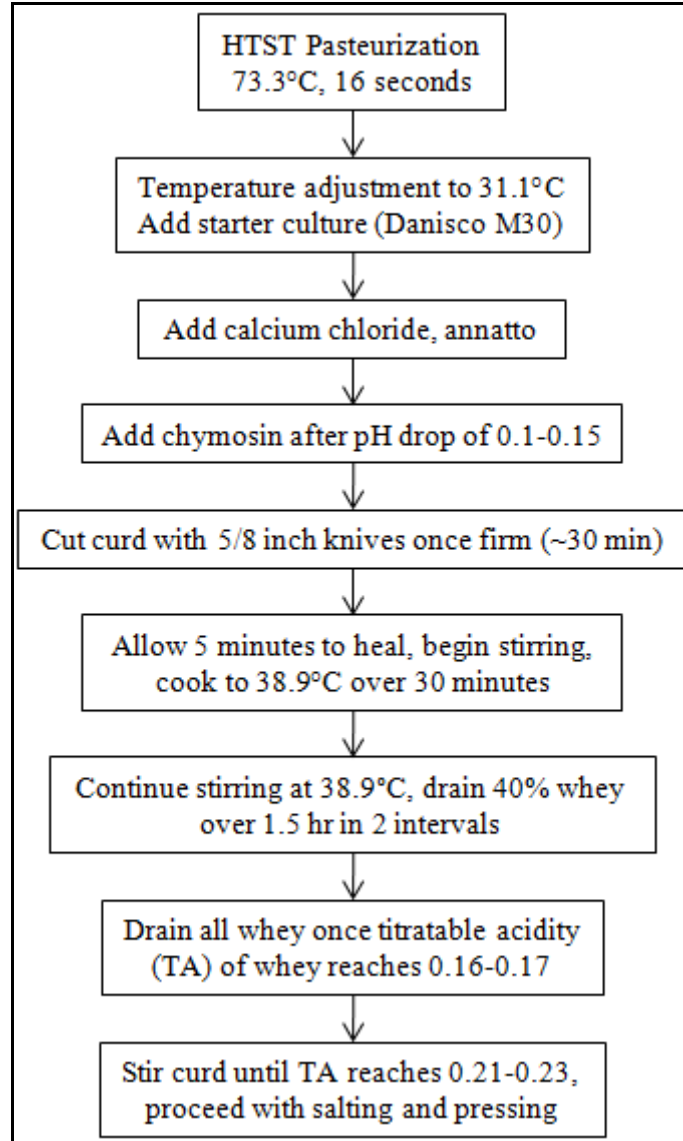 HTST Pasteurization
73.3°C, 16 seconds
Temperature adjustment to 31.1°C
Add starter culture (Danisco M30)
Add calcium chloride, annatto
Add chymosin after pH drop of 0.1-0.15
Cut curd with 5/8 inch knives once firm (~30 min)
Allow 5 minutes to heal, begin stirring,
cook to 38.9°C over 30 minutes
Continue stirring at 38.9°C, drain 40% whey
over 1.5 hr in 2 intervals
Drain all whey once titratable acidity
(TA) of whey reaches 0.16-0.17
Stir curd until TA reaches 0.21-0.23,
proceed with salting and pressing